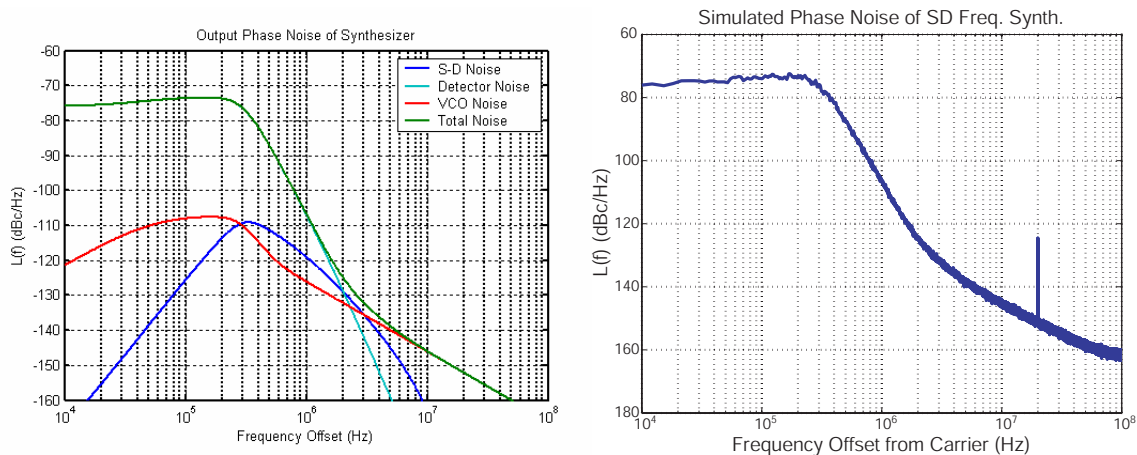 Output Phase Noise of Synthesizer
-60
-70
-80
-90
-100
-110
-120
-130
-140
-150
-160
L(f) (dBc/Hz)
S-D Noise
Detector Noise
VCO Noise
Total Noise
10^4
10^5
10^6
10^7
10^8
Frequency Offset (Hz)
Simulated Phase Noise of SD Freq. Synth.
60
80
100
120
140
160
180
L(f) (dBc/Hz)
10^4
10^5
10^6
10^7
10^8
Frequency Offset from Carrier (Hz)